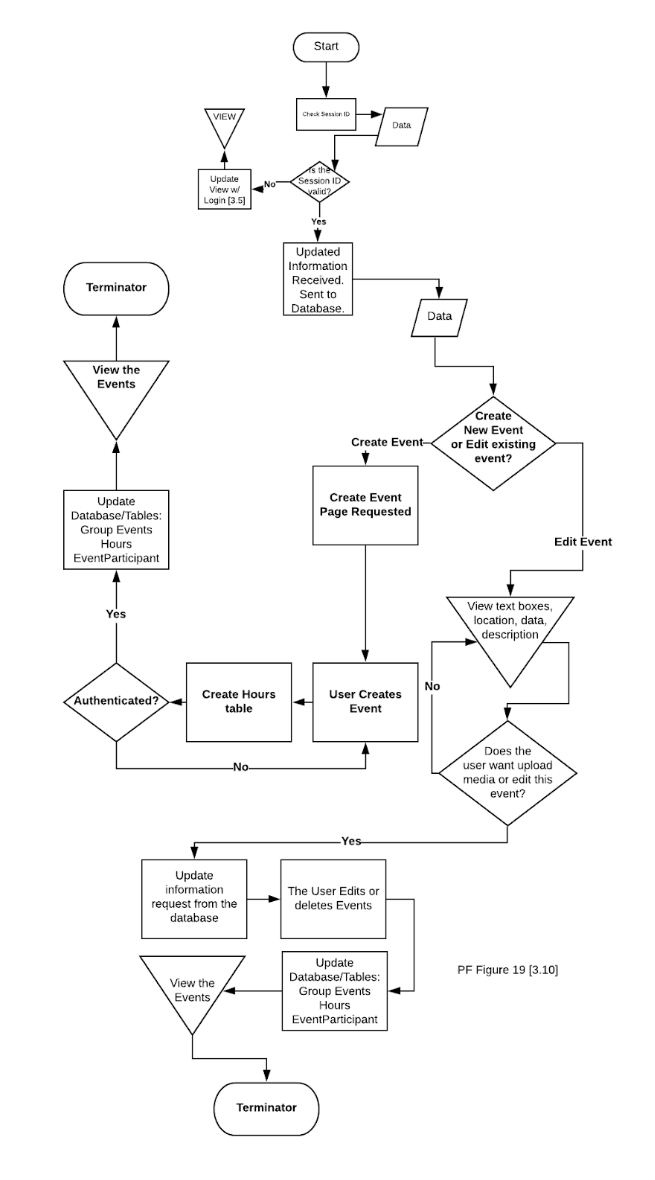 Start
Check Session ID
Data
VIEW
Is the
Session ID
valid?
No
Update
View w/
Login [3.5]
Yes
Updated
Information
Received.
Sent to
Database.
Data
Terminator
View the
Events
Create
New Event
or Edit existing
event?
Create Event
Create Event
Page Requested
Edit Event
Update
Database/Tables:
Group Events
Hours
EventParticipant
View text boxes,
location, data,
description
Yes
No
Authenticated?
Create Hours
table
User Creates
Event
No
Does the
user want upload
media or edit this
event?
Yes
Update
information
request from the
database
The User Edits or
deletes Events
Update
Database/Tables:
Group Events
Hours
EventParticipant
View the
Events
PF Figure 19 [3.10]
Terminator